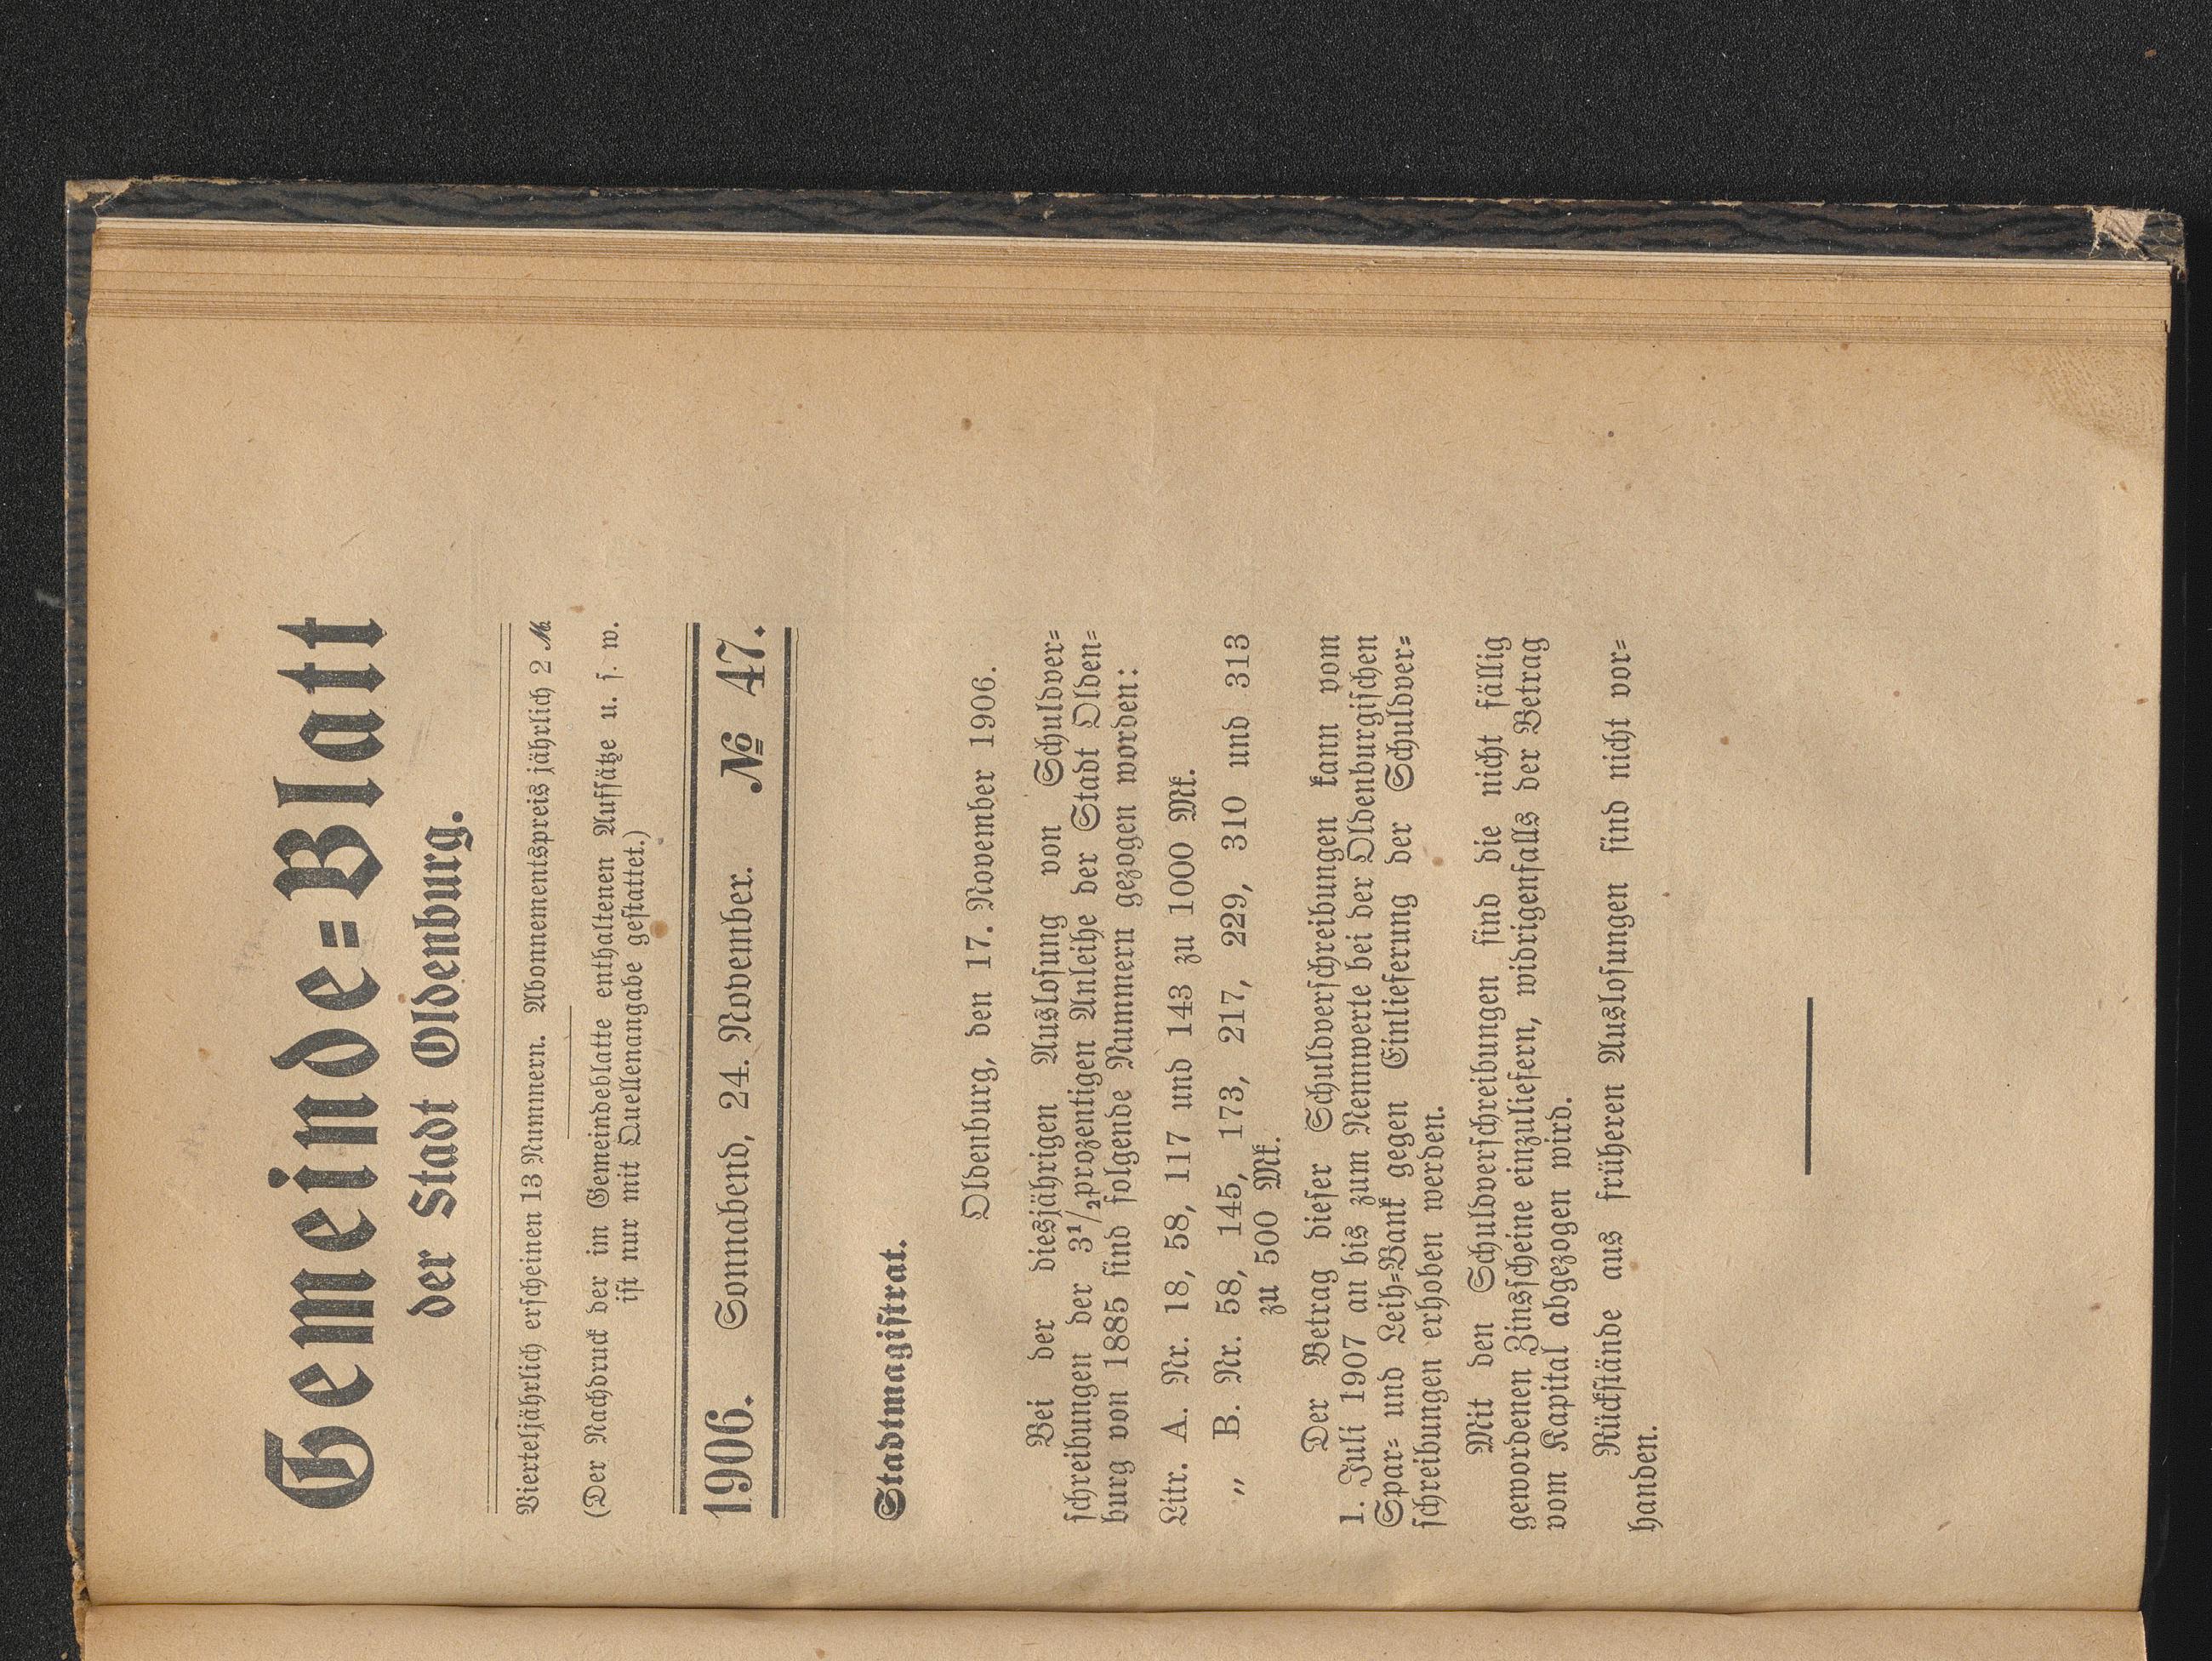 Gemeinde=Blatt
der Stadt Oldenburg.
Vierteljährlich erscheinen 13 Nummern. Abonnementspreis jährlich 2 ℳ
(Der Nachdruck der im Gemeindeblatte enthaltenen Aufsätze u. s. w.
ist nur mit Quellenangabe gestattet.)
1906. Sonnabend, 24. November. № 47.
Stadtmagistrat.
Oldenburg, den 17. November 1906.
Bei der diesjährigen Auslosung von Schuldver=
schreibungen der 3¹/₂prozentigen Anleihe der Stadt Olden=
burg von 1885 sind folgende Nummern gezogen worden:
Litr. A. Nr. 18, 58, 117 und 143 zu 1000 Mk.
„ B. Nr. 58, 145, 173, 217, 229, 310 und 313
zu 500 Mk.
Der Betrag dieser Schuldverschreibungen kann vom
1. Juli 1907 an bis zum Nennwerte bei der Oldenburgischen
Spar= und Leih=Bank gegen Einlieferung der Schuldver=
schreibungen erhoben werden.
Mit den Schuldverschreibungen sind die nicht fällig
gewordenen Zinsscheine einzuliefern, widrigenfalls der Betrag
vom Kapital abgezogen wird.
Rückstände aus früheren Auslosungen sind nicht vor=
handen.